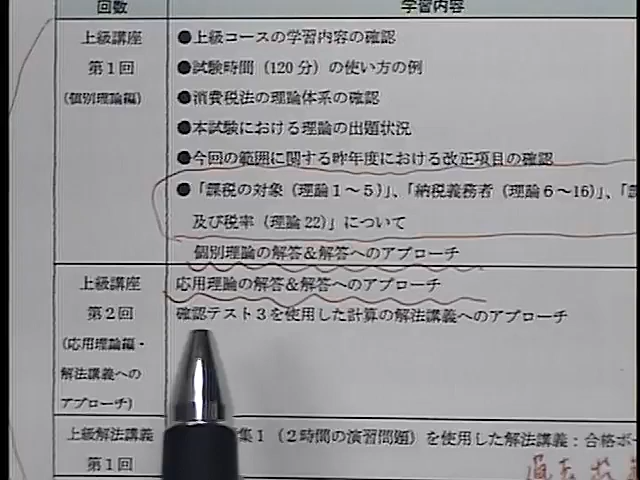 回数
学習内容
上級講座
第1回
(個別理論編)
●上級コースの学習内容の確認
●試験時間（120分）の使い方の例
●消費税法の理論体系の確認
●本試験における理論の出題状況
●今回の範囲に関する昨年度における改正項目の確認
●「課税の対象（理論1～5）」、「納税義務者（理論6～16）」、「
及び税率（理論22）」について
個別理論の解答＆解答へのアプローチ
上級講座
第2回
(応用理論編・
解法講義への
アプローチ)
応用理論の解答＆解答へのアプローチ
確認テスト3を使用した計算の解法講義へのアプローチ
上級解法講義
第1回
集1（2時間の演習問題）を使用した解法講義：合格ボ